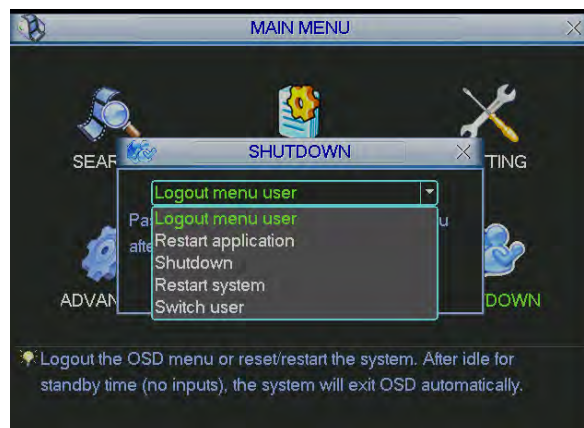 MAIN MENU
SEAR
SHUTDOWN
TING
Logout menu user
Pa
u
Logout menu user
afte
Restart application
Shutdown
Restart system
Switch user
ADVAN
DOWN
Logout the OSD menu or reset/restart the system. After idle for
standby time (no inputs), the system will exit OSD automatically.